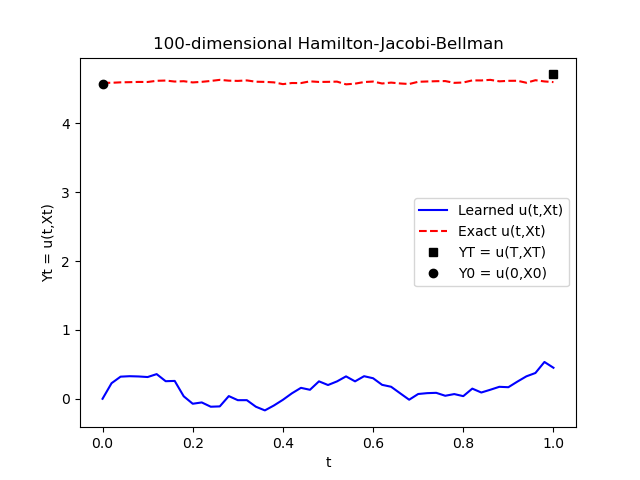 100-dimensional Hamilton-Jacobi-Bellman
Yt = u(t,Xt)
4
3
2
1
0
Learned u(t,Xt)
Exact u(t,Xt)
YT = u(T,XT)
Y0 = u(0,X0)
0.0 0.2 0.4 0.6 0.8 1.0
t